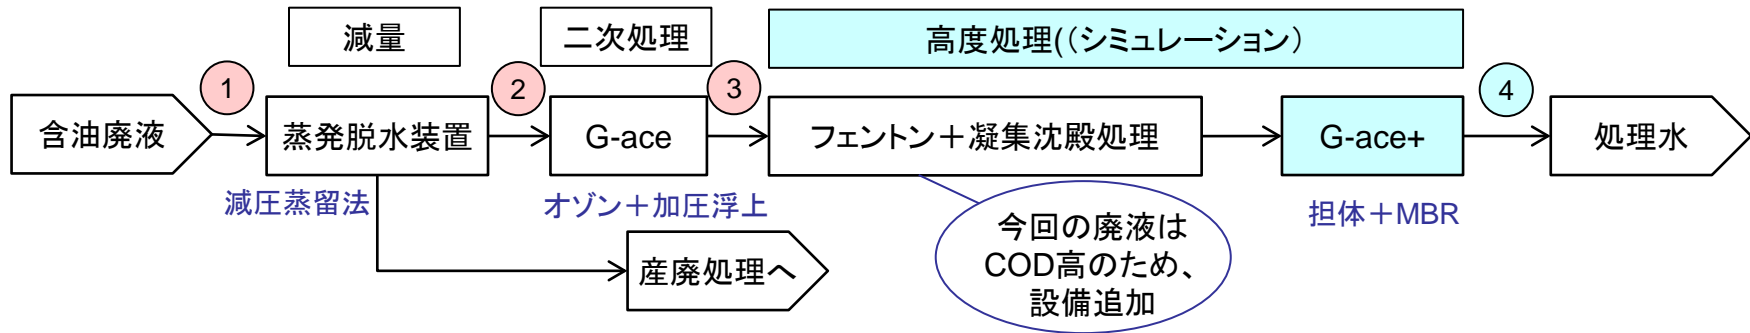 減量
二次処理
高度処理((シミュレーション）
1
2
3
4
含油廃液
蒸発脱水装置
G-ace
フェントン＋凝集沈殿処理
G-ace+
処理水
減圧蒸留法
オゾン＋加圧浮上
担体＋MBR
今回の廃液は
COD高のため、
設備追加
産廃処理へ